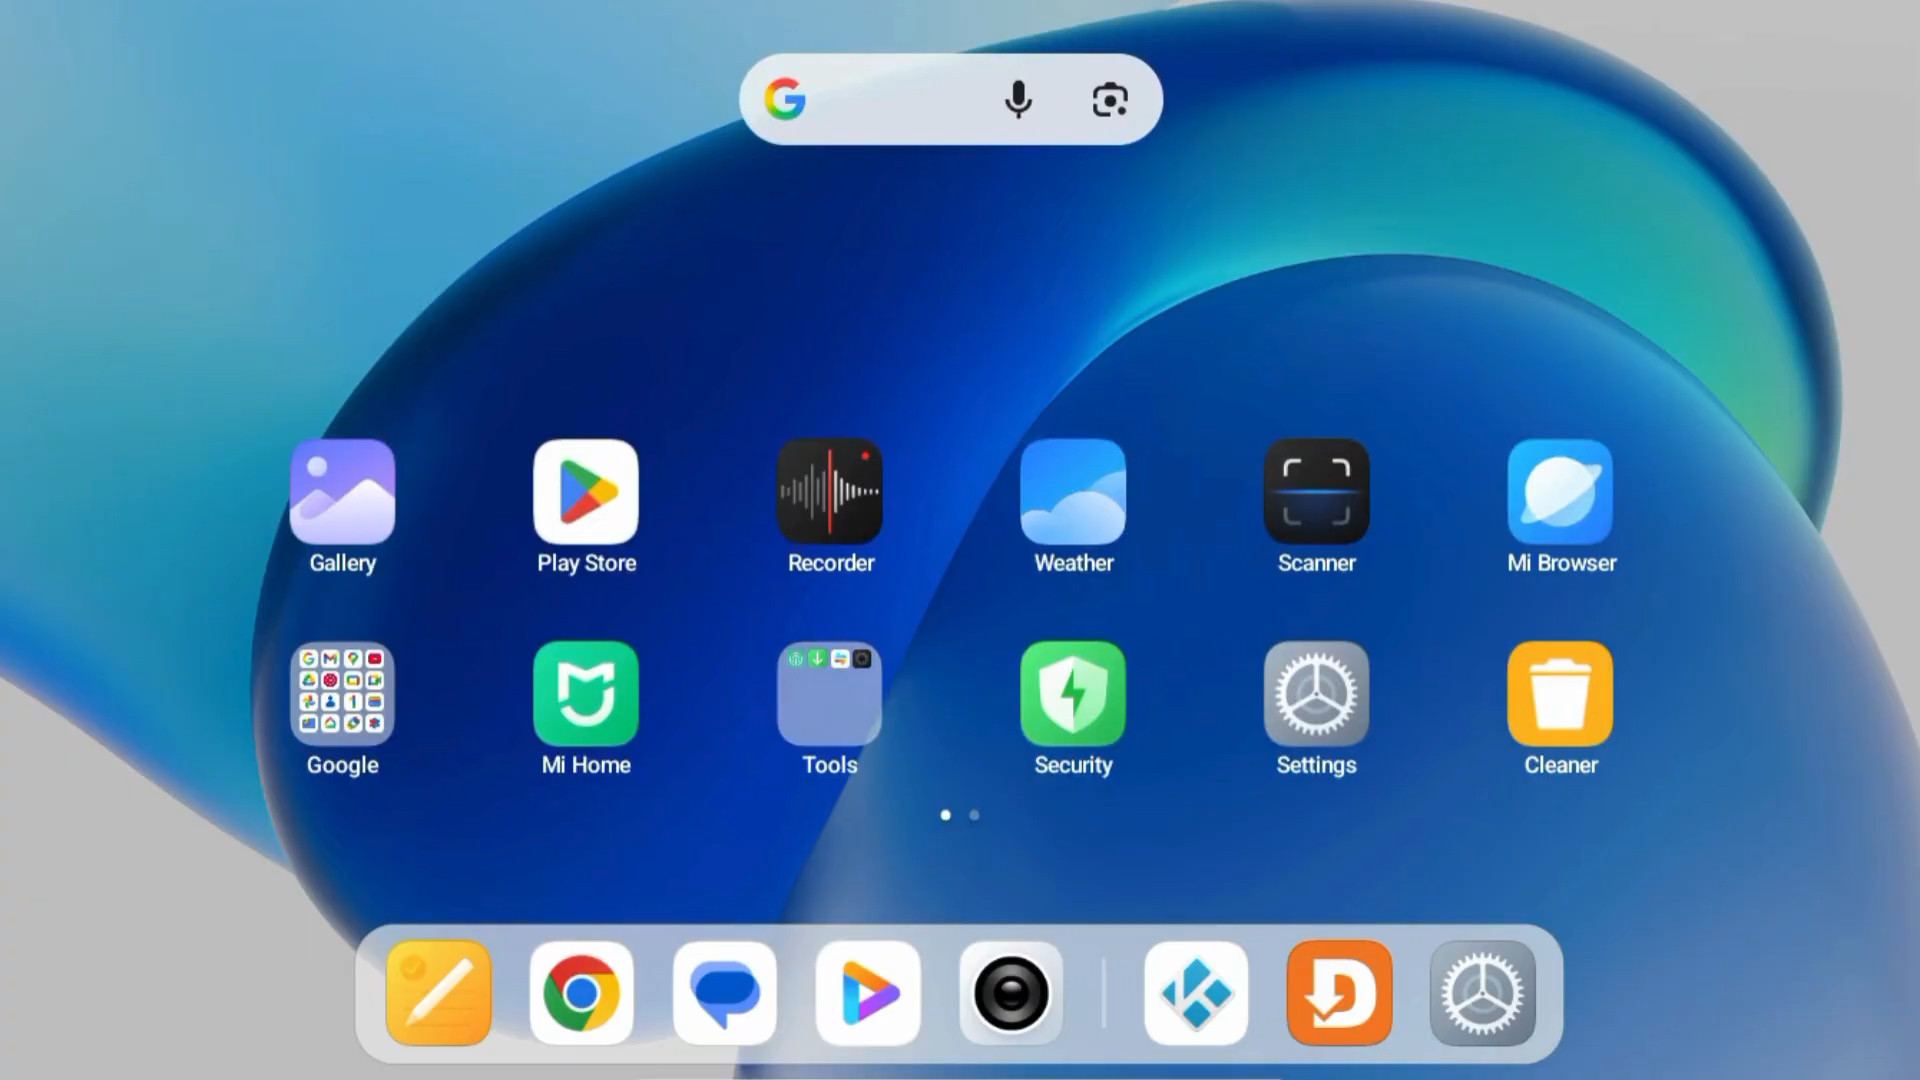 Gallery
Play Store
Recorder
Weather
Scanner
Mi Browser
Google
Mi Home
Tools
Security
Settings
Cleaner